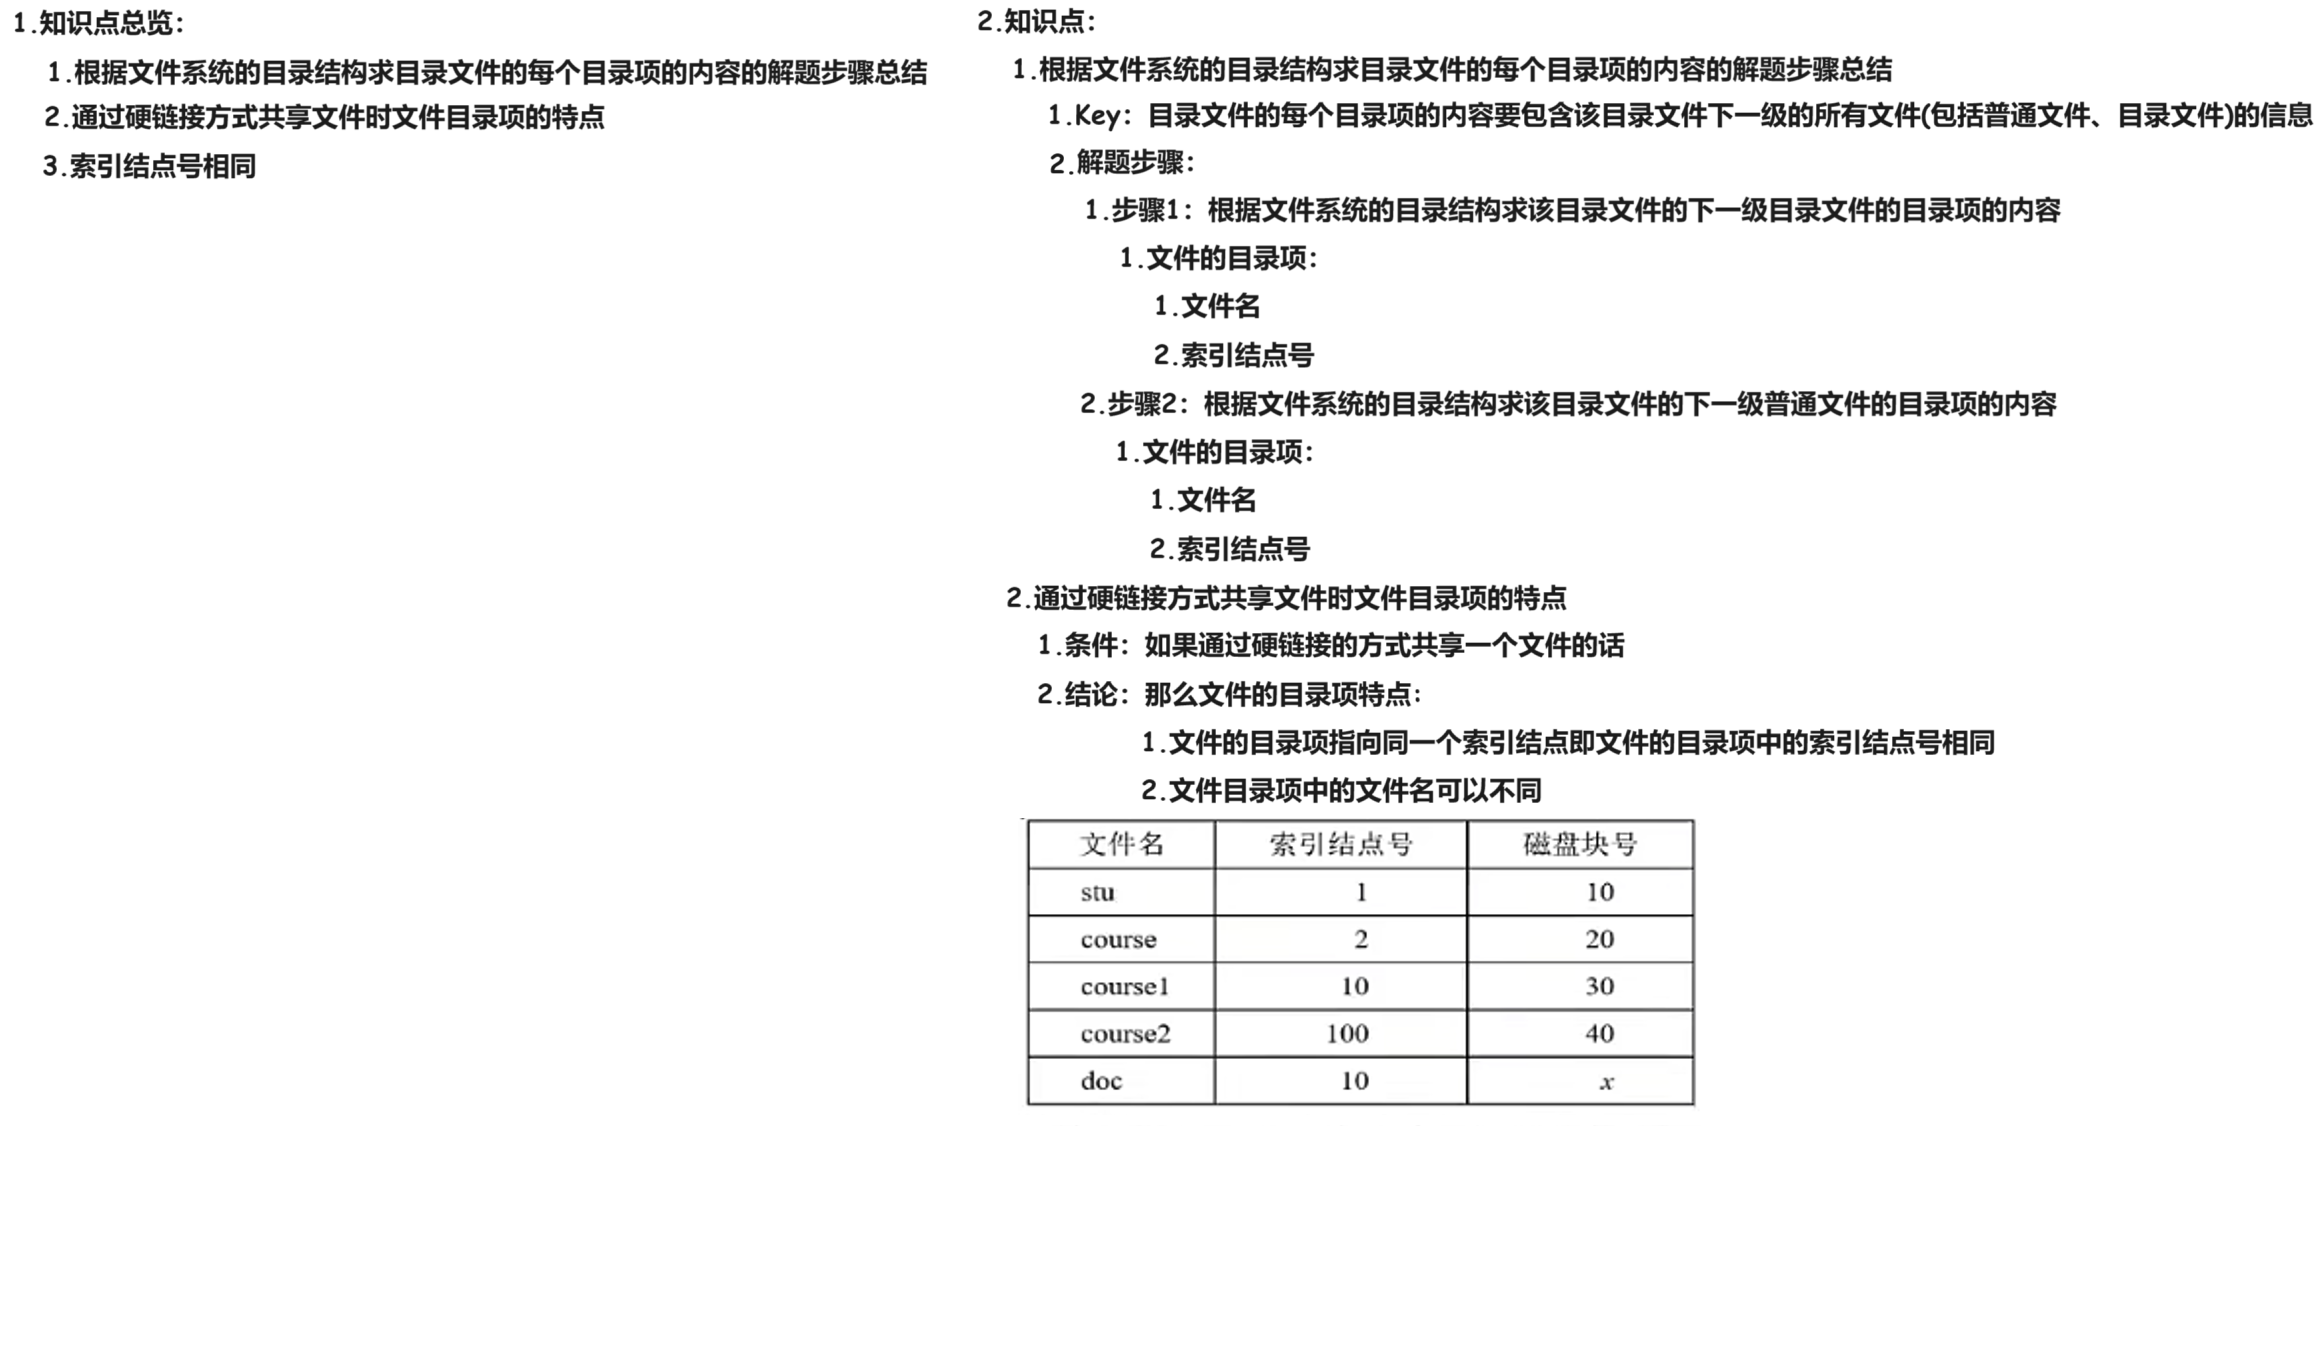 1.知识点总览：
1.根据文件系统的目录结构求目录文件的每个目录项的内容的解题步骤总结
2.通过硬链接方式共享文件时文件目录项的特点
3.索引结点号相同
2.知识点：
1.根据文件系统的目录结构求目录文件的每个目录项的内容的解题步骤总结
1.Key：目录文件的每个目录项的内容要包含该目录文件下一级的所有文件(包括普通文件、目录文件)的信息
2.解题步骤：
1.步骤1：根据文件系统的目录结构求该目录文件的下一级目录文件的目录项的内容
1.文件的目录项：
1.文件名
2.索引结点号
2.步骤2：根据文件系统的目录结构求该目录文件的下一级普通文件的目录项的内容
1.文件的目录项：
1.文件名
2.索引结点号
2.通过硬链接方式共享文件时文件目录项的特点
1.条件：如果通过硬链接的方式共享一个文件的话
2.结论：那么文件的目录项特点：
1.文件的目录项指向同一个索引结点即文件的目录项中的索引结点号相同
2.文件目录项中的文件名可以不同
文件名 索引结点号 磁盘块号
stu 1 10
course 2 20
course1 10 30
course2 100 40
doc 10 x